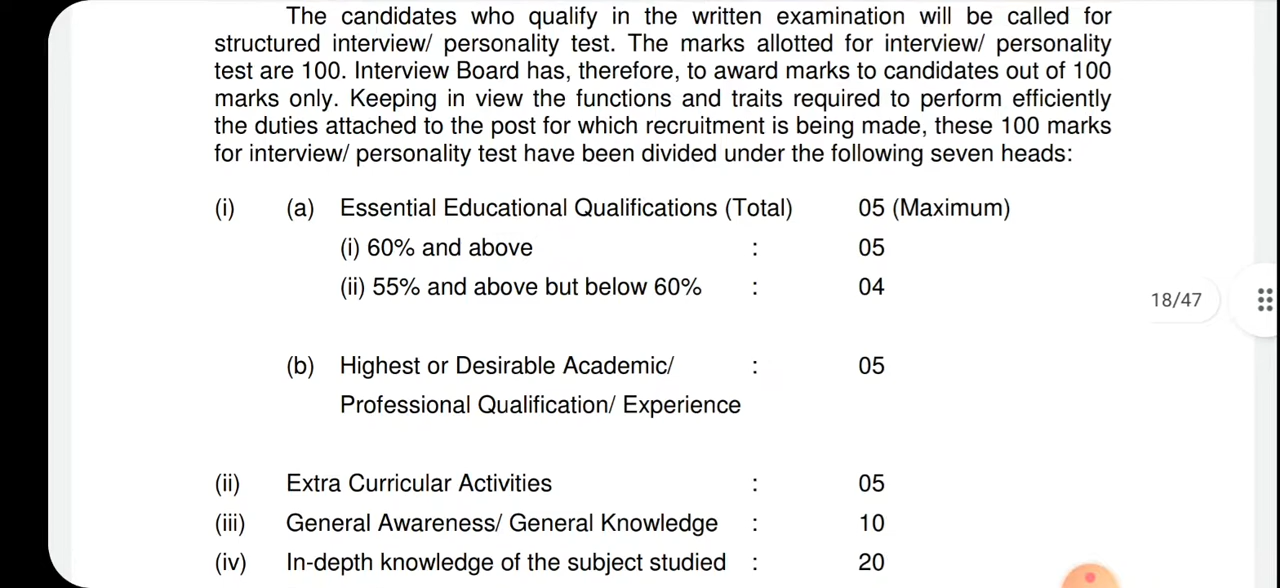 The candidates who qualify in the written examination will be called for
structured interview/ personality test. The marks allotted for interview/ personality
test are 100. Interview Board has, therefore, to award marks to candidates out of 100
marks only. Keeping in view the functions and traits required to perform efficiently
the duties attached to the post for which recruitment is being made, these 100 marks
for interview/ personality test have been divided under the following seven heads:
(i) (a) Essential Educational Qualifications (Total) 05 (Maximum)
(i) 60% and above : 05
(ii) 55% and above but below 60% : 04
18/47
(b) Highest or Desirable Academic/ : 05
Professional Qualification/ Experience
(ii) Extra Curricular Activities : 05
(iii) General Awareness/ General Knowledge : 10
(iv) In-depth knowledge of the subject studied : 20